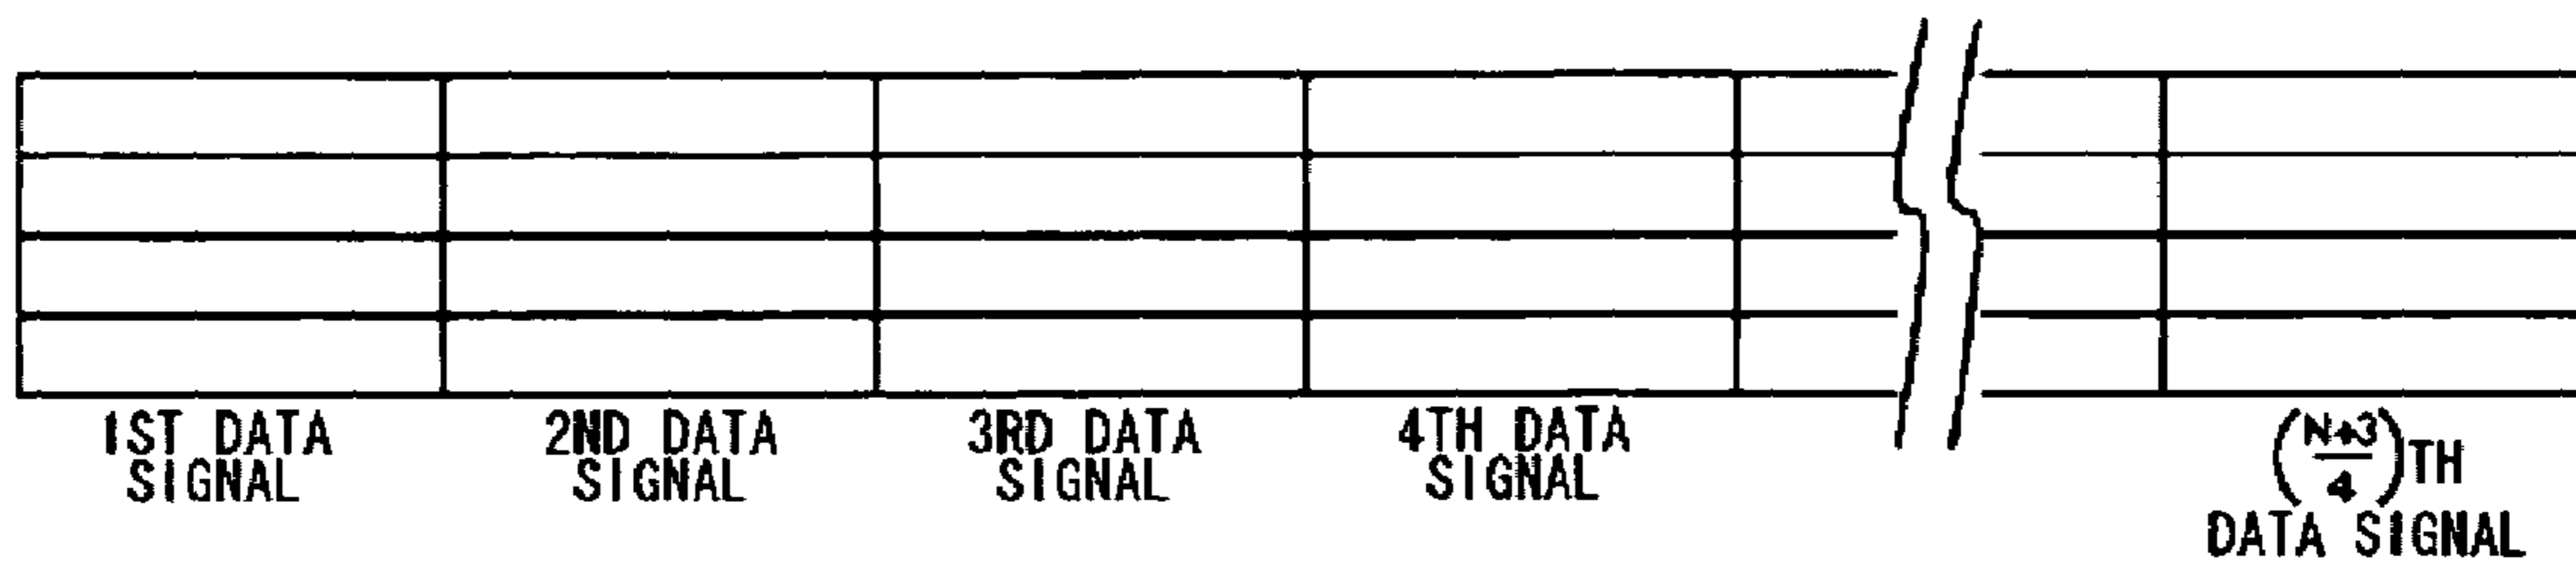 1ST DATA
SIGNAL
2ND DATA
SIGNAL
3RD DATA
SIGNAL
4TH DATA
SIGNAL
(N+3/4)TH
DATA SIGNAL